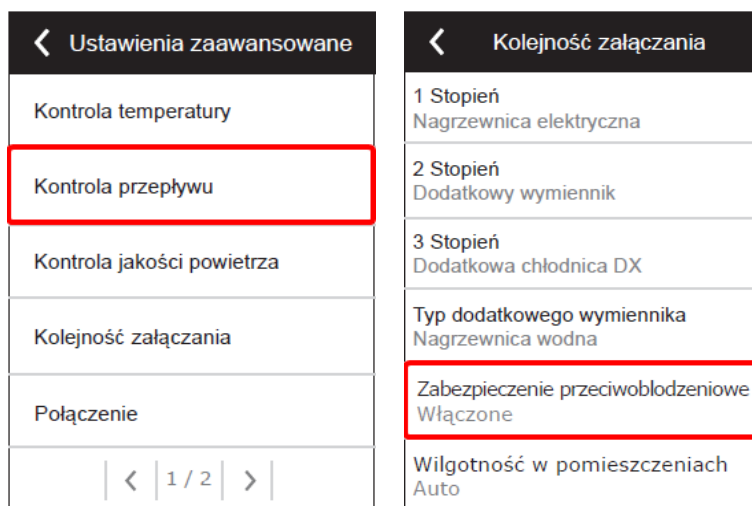 Ustawienia zaawansowane
Kontrola temperatury
Kontrola przepływu
Kontrola jakości powietrza
Kolejność załączania
Połączenie
1 / 2
Kolejność załączania
1 Stopień
Nagrzewnica elektryczna
2 Stopień
Dodatkowy wymiennik
3 Stopień
Dodatkowa chłodnica DX
Typ dodatkowego wymiennika
Nagrzewnica wodna
Zabezpieczenie przeciwoblodzeniowe
Włączone
Wilgotność w pomieszczeniach
Auto